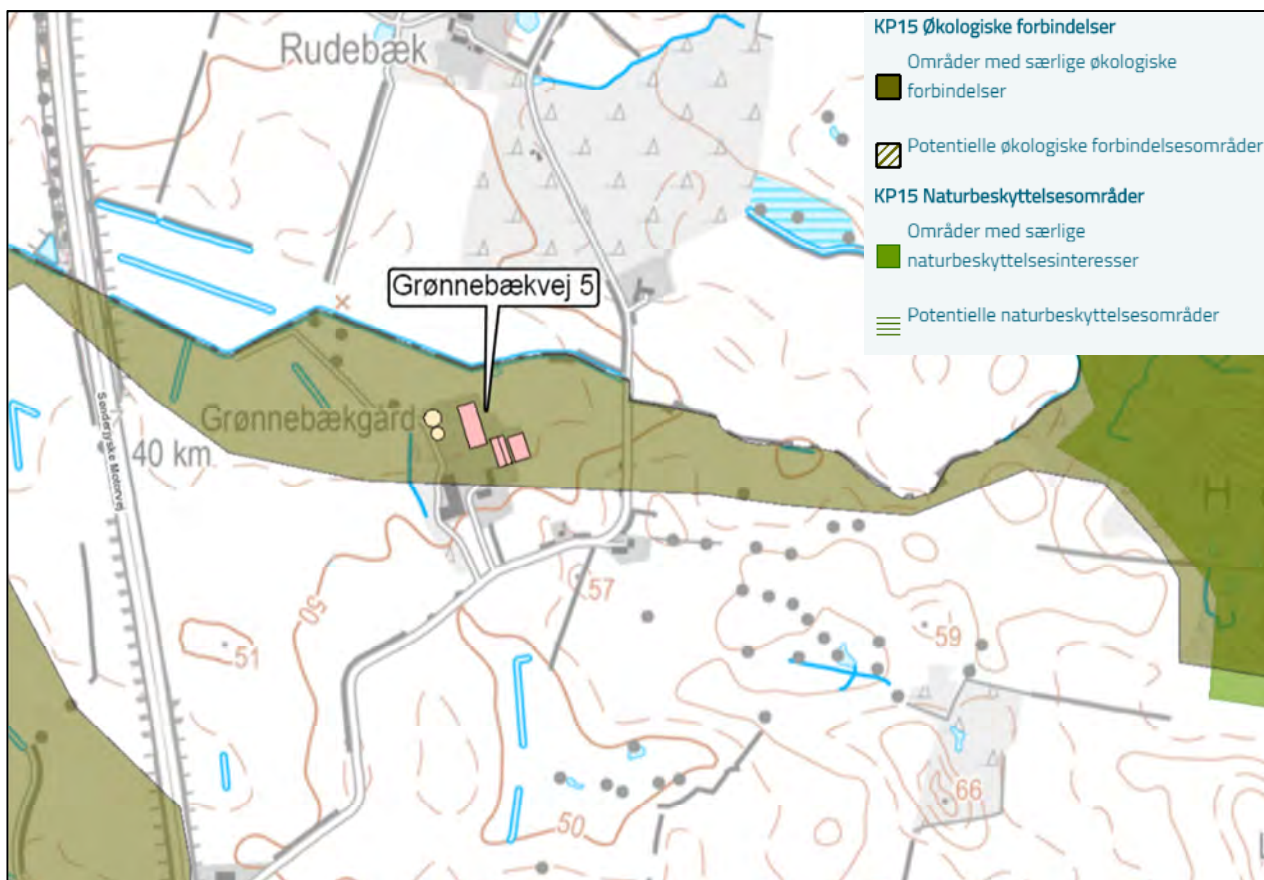 KP15 Økologiske forbindelser
Områder med særlige økologiske
forbindelser
Potentielle økologiske forbindelsesområder
KP15 Naturbeskyttelsesområder
Områder med særlige
naturbeskyttelsesinteresser
Potentielle naturbeskyttelsesområder
Rudebæk
Grønnebækvej 5
Grønnebækgård
40 km
Sønderjyske Motorvej
H
57
59
50
51
66
50
L